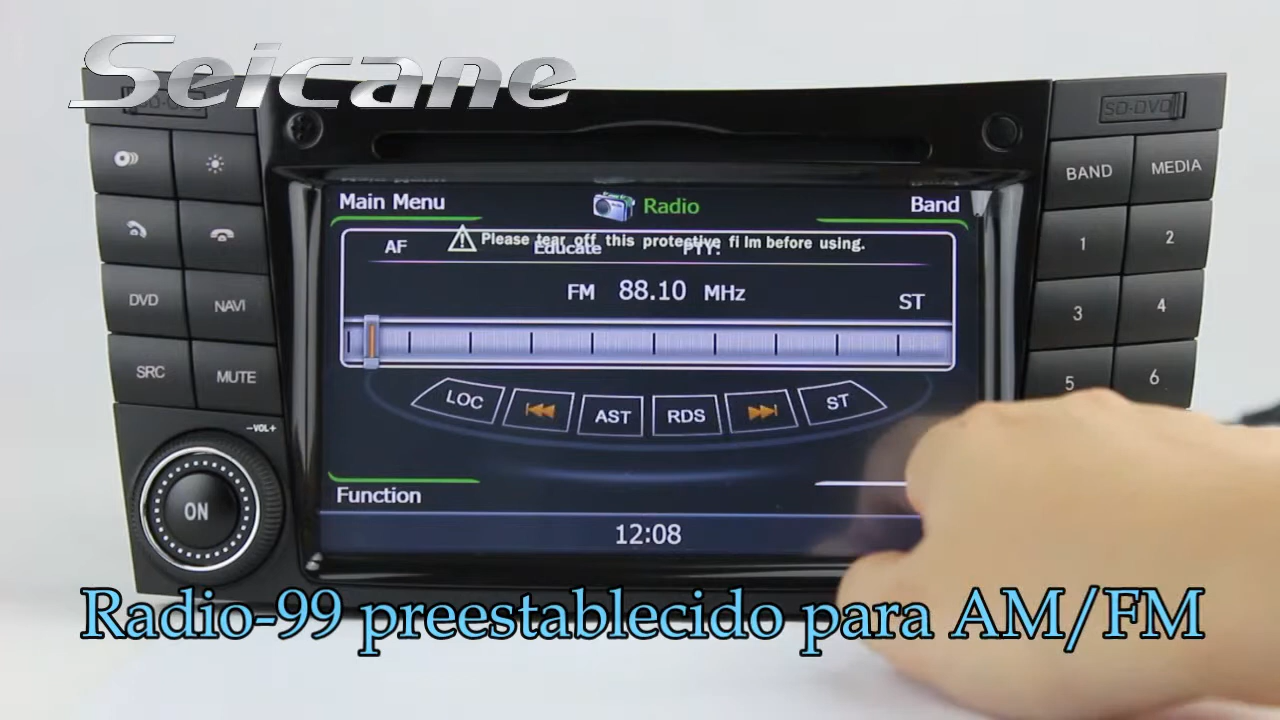 Seicane
SD-DVD
BAND MEDIA
Main Menu Radio Band
Please tear off this protective film before using.
AF Educate PTY:
1 2
FM 88.10 MHz
ST
DVD NAVI
3 4
SRC MUTE
5 6
LOC AST RDS ST
-VOL+
ON
Function
12:08
Radio-99 preestablecido para AM/FM